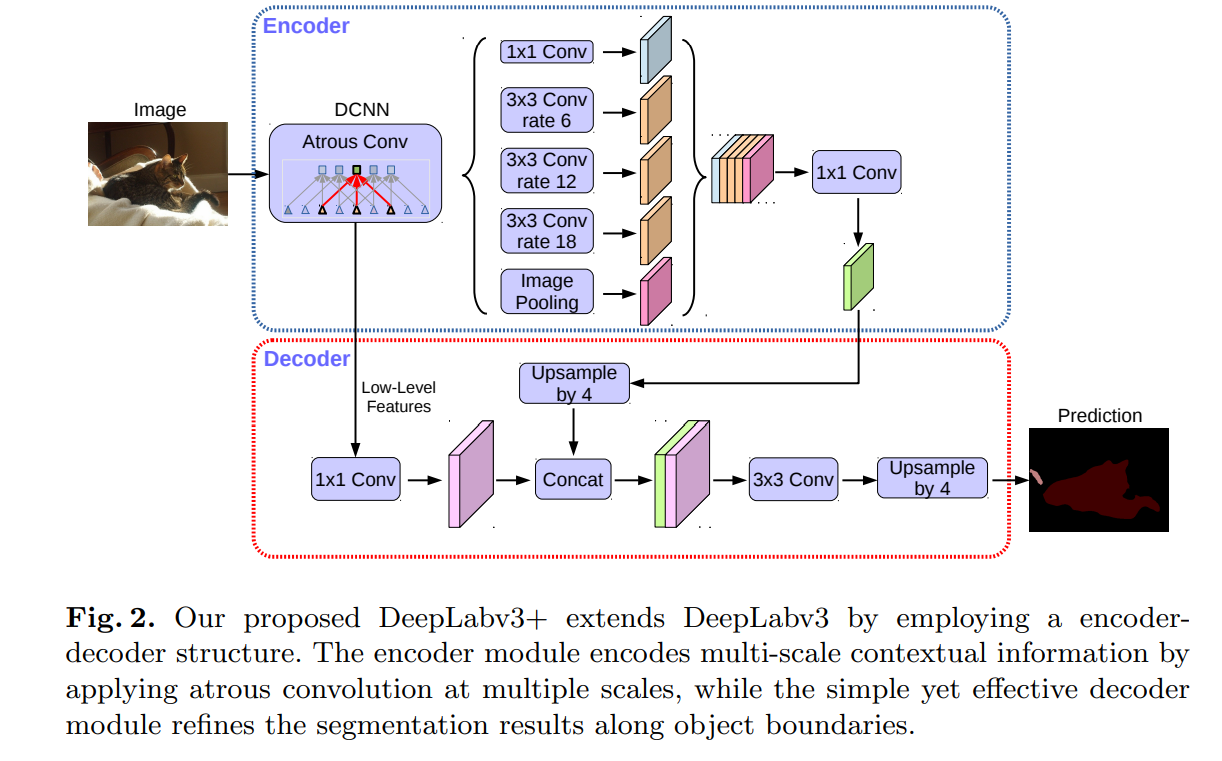 Encoder
Image
DCNN
Atrous Conv
1x1 Conv
3x3 Conv
rate 6
3x3 Conv
rate 12
3x3 Conv
rate 18
Image
Pooling
1x1 Conv
Decoder
Low-Level
Features
Upsample
by 4
1x1 Conv
Concat
3x3 Conv
Upsample
by 4
Prediction
Fig. 2. Our proposed DeepLabv3+ extends DeepLabv3 by employing a encoder-
decoder structure. The encoder module encodes multi-scale contextual information by
applying atrous convolution at multiple scales, while the simple yet effective decoder
module refines the segmentation results along object boundaries.